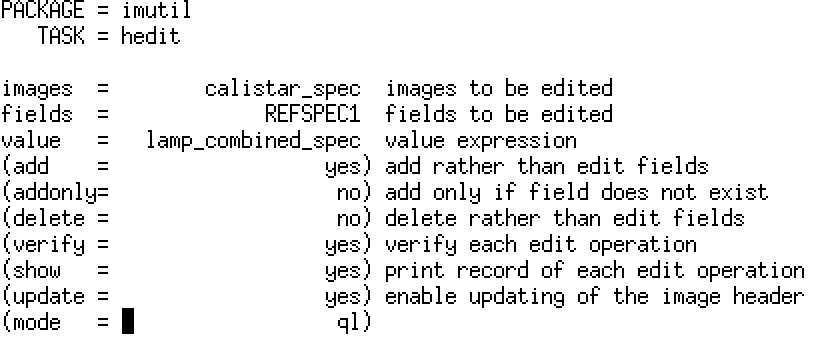 PACKAGE = imutil
TASK = hedit
images = calistar_spec images to be edited
fields = REFSPEC1 fields to be edited
value = lamp_combined_spec value expression
(add = yes) add rather than edit fields
(addonly= no) add only if field does not exist
(delete = no) delete rather than edit fields
(verify = yes) verify each edit operation
(show = yes) print record of each edit operation
(update = yes) enable updating of the image header
(mode = ql)